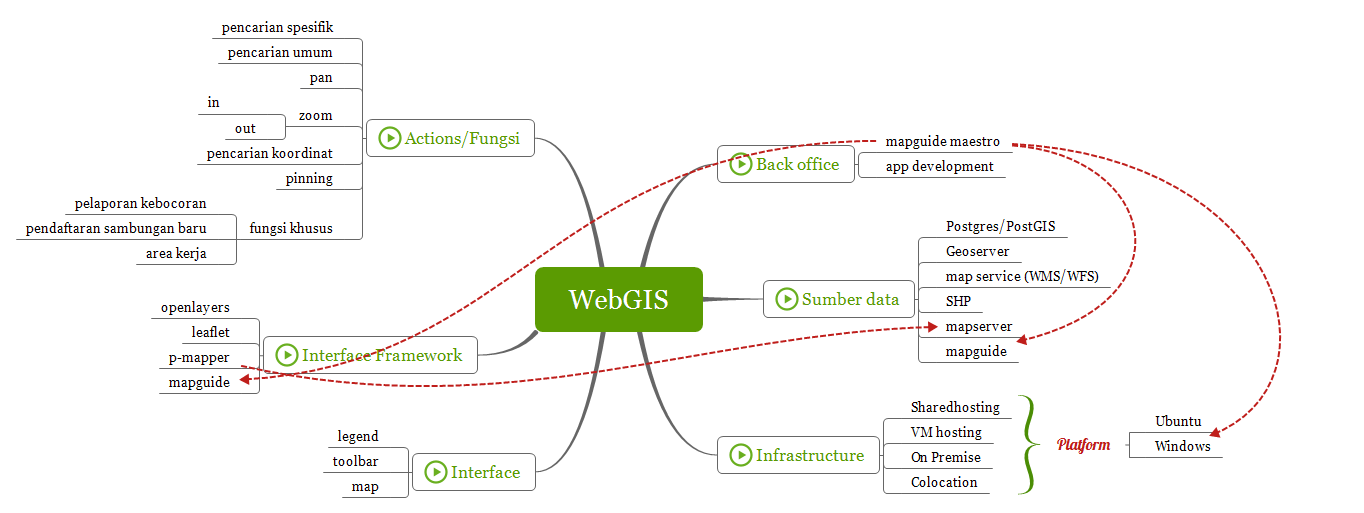 WebGIS
Actions/Fungsi
pencarian spesifik
pencarian umum
pan
zoom
in
out
pencarian koordinat
pinning
fungsi khusus
pelaporan kebocoran
pendaftaran sambungan baru
area kerja
Interface Framework
openlayers
leaflet
p-mapper
mapguide
Interface
legend
toolbar
map
Back office
mapguide maestro
app development
Sumber data
Postgres/PostGIS
Geoserver
map service (WMS/WFS)
SHP
mapserver
mapguide
Infrastructure
Sharedhosting
VM hosting
On Premise
Colocation
Platform
Ubuntu
Windows